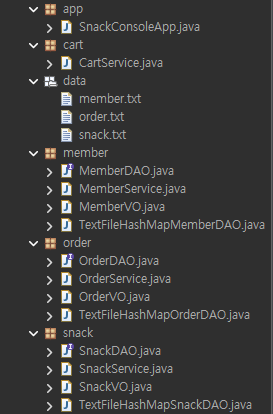 app
SnackConsoleApp.java
cart
CartService.java
data
member.txt
order.txt
snack.txt
member
MemberDAO.java
MemberService.java
MemberVO.java
TextFileHashMapMemberDAO.java
order
OrderDAO.java
OrderService.java
OrderVO.java
TextFileHashMapOrderDAO.java
snack
SnackDAO.java
SnackService.java
SnackVO.java
TextFileHashMapSnackDAO.java